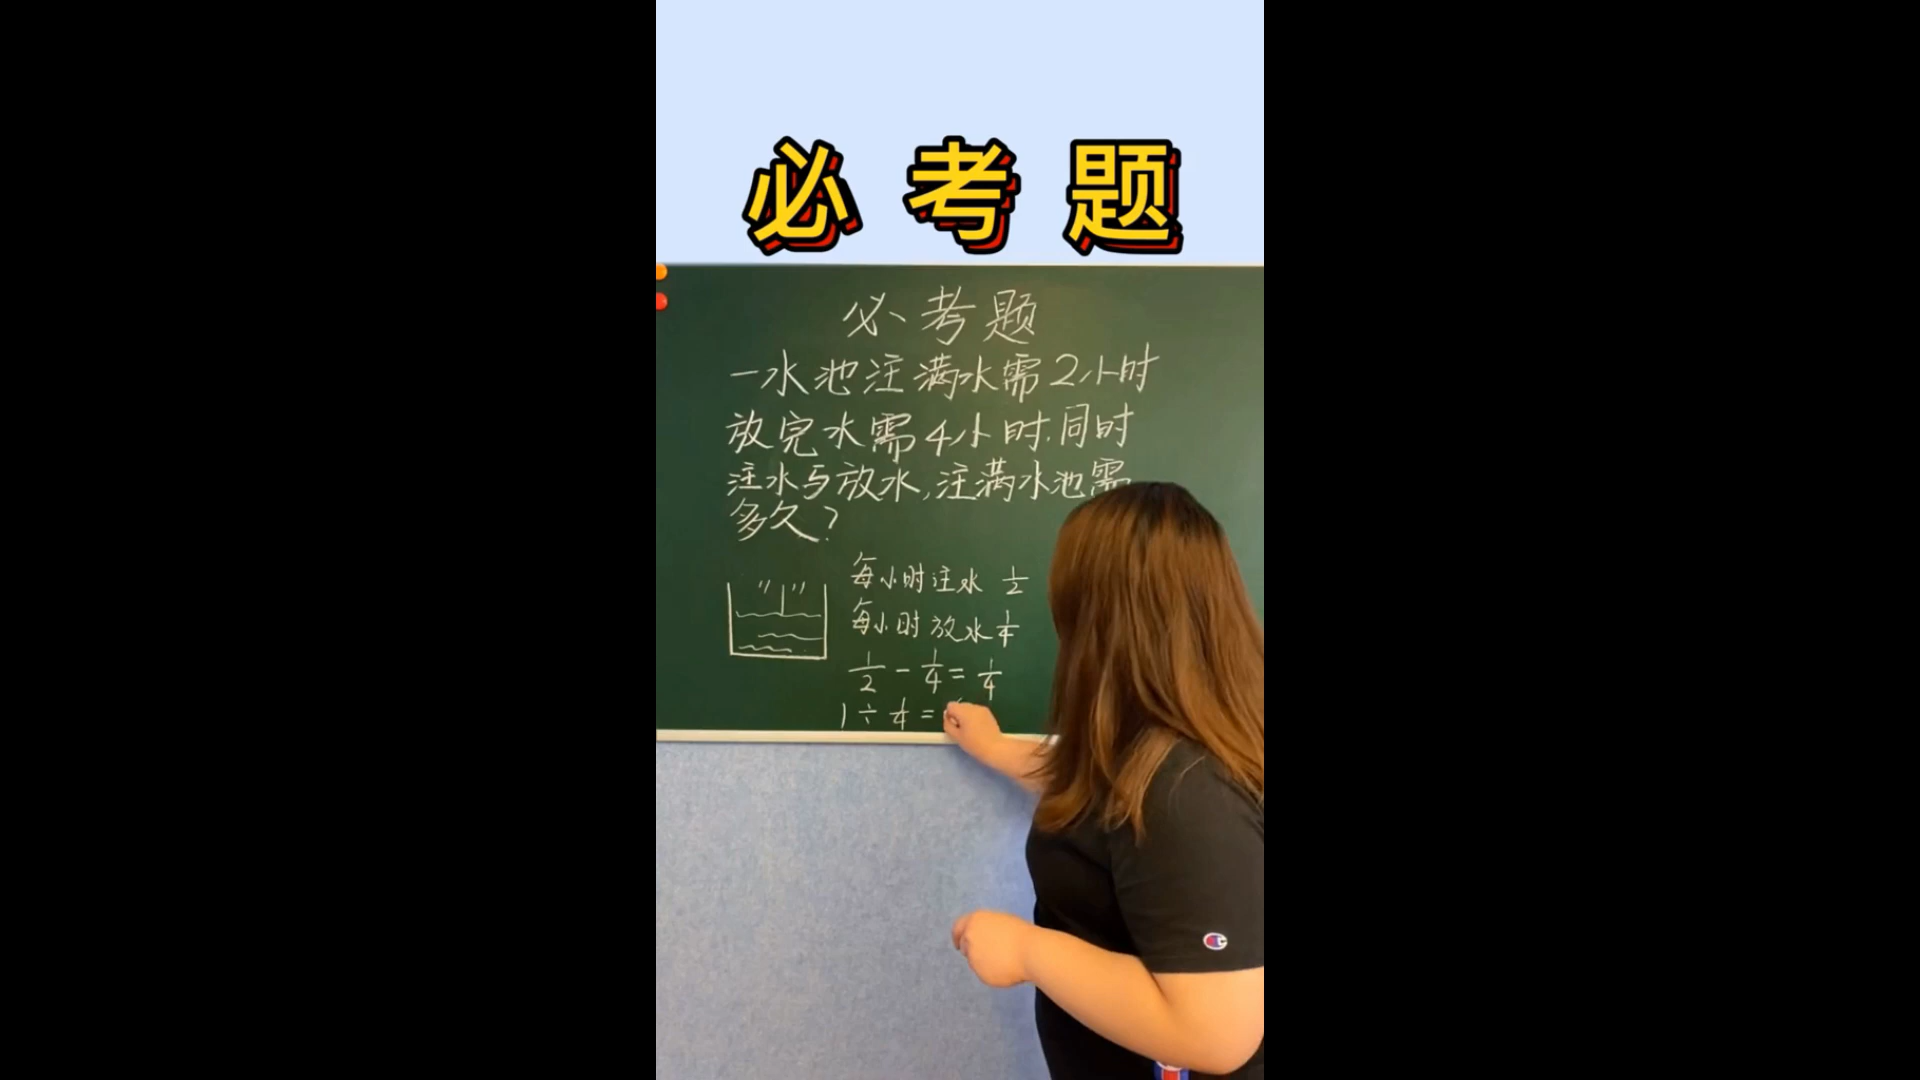 必考题
必考题
一水池注满水需2小时
放完水需4小时.同时
注水与放水,注满水池需
多久?
每小时注水 1/2
每小时放水 1/4
1/2 - 1/4 = 1/4
1 ÷ 1/4 =